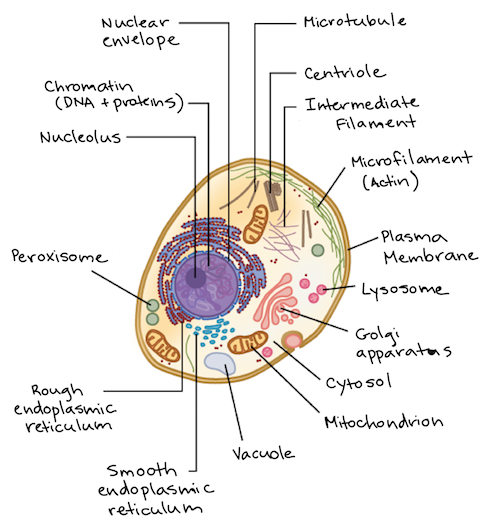 Nuclear
envelope
Microtubule
Chromatin
(DNA + proteins)
Centriole
Nucleolus
Intermediate
Filament
Microfilament
(Actin)
Peroxisome
Plasma
Membrane
Lysosome
Golgi
apparatus
Rough
endoplasmic
reticulum
Cytosol
Mitochondrion
Vacuole
Smooth
endoplasmic
reticulum